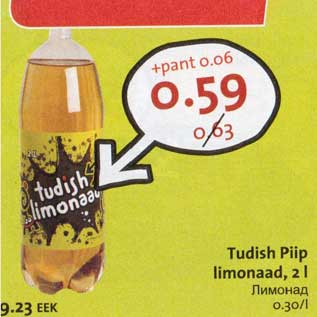 +pant 0.06
0.59
0,63
tudish
limonaad
Tudish Piip
limonaad, 2 l
Лимонад
0.30/l
9.23 EEK